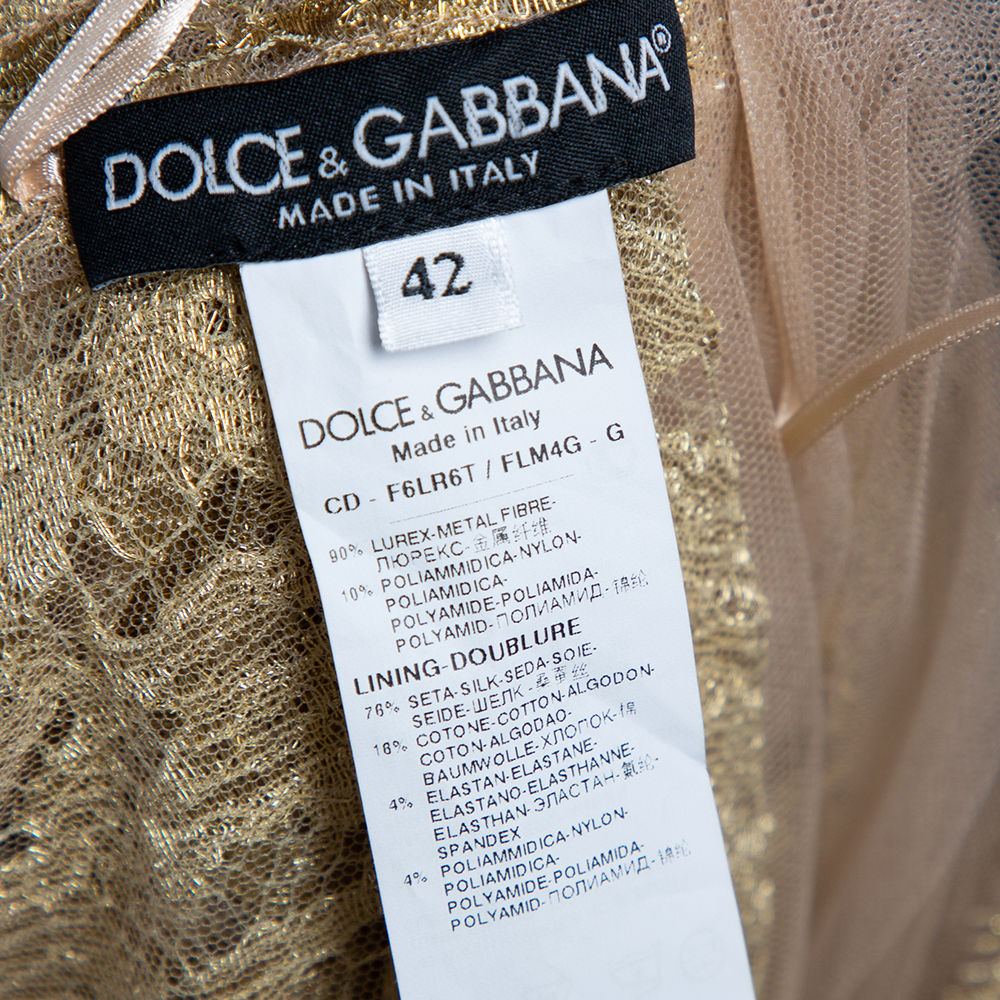 DOLCE & GABBANA®
MADE IN ITALY
42
DOLCE & GABBANA
Made in Italy
CD - F6LR6T / FLM4G - G
90% LUREX-METAL FIBRE-
ЛЮРЕКС-金属纤维
10% POLIAMMIDICA-NYLON-
POLIAMIDICA-
POLYAMIDE-POLIAMIDA-
POLYAMID-ПОЛИАМИД-锦纶
LINING-DOUBLURE
76% SETA-SILK-SEDA-SOIE-
SEIDE-ШЕЛК-桑蚕丝
16% COTONE-COTTON-ALGODON-
COTON-ALGODAO-
BAUMWOLLE-ХЛОПОК-棉
4% ELASTAN-ELASTANE-
ELASTANO-ELASTHANNE-
ELASTHAN-ЭЛАСТАН-氨纶-
SPANDEX
4% POLIAMMIDICA-NYLON-
POLIAMIDICA-
POLYAMIDE-POLIAMIDA-
POLYAMID-ПОЛИАМИД-锦纶